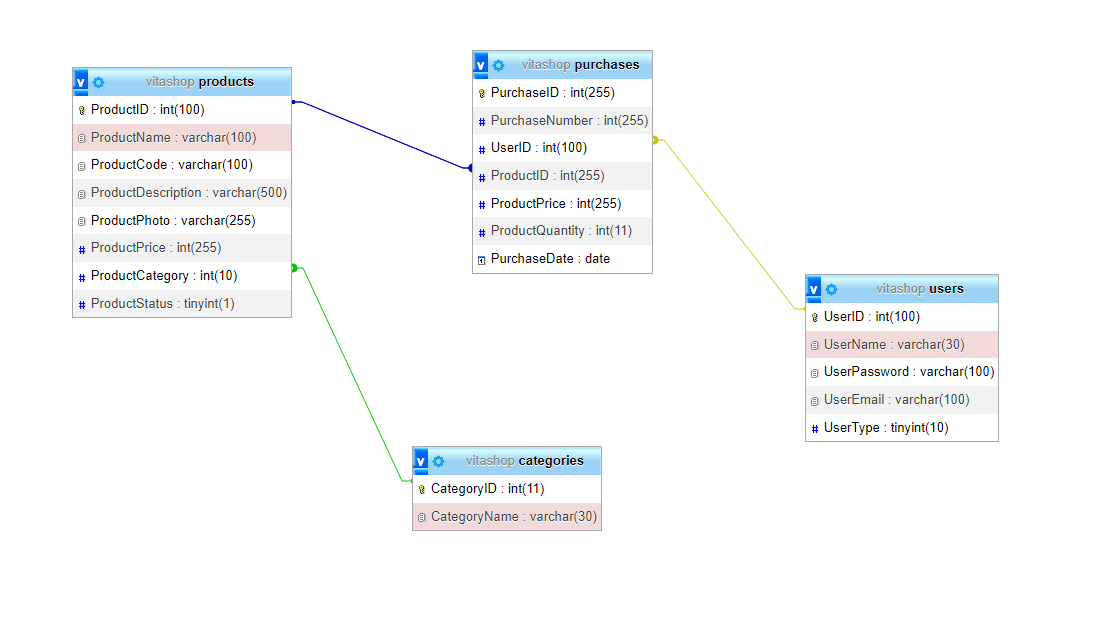 v vitashop products
ProductID : int(100)
ProductName : varchar(100)
ProductCode : varchar(100)
ProductDescription : varchar(500)
ProductPhoto : varchar(255)
# ProductPrice : int(255)
# ProductCategory : int(10)
# ProductStatus : tinyint(1)
v vitashop purchases
PurchaseID : int(255)
# PurchaseNumber : int(255)
# UserID : int(100)
# ProductID : int(255)
# ProductPrice : int(255)
# ProductQuantity : int(11)
PurchaseDate : date
v vitashop users
UserID : int(100)
UserName : varchar(30)
UserPassword : varchar(100)
UserEmail : varchar(100)
# UserType : tinyint(10)
v vitashop categories
CategoryID : int(11)
CategoryName : varchar(30)